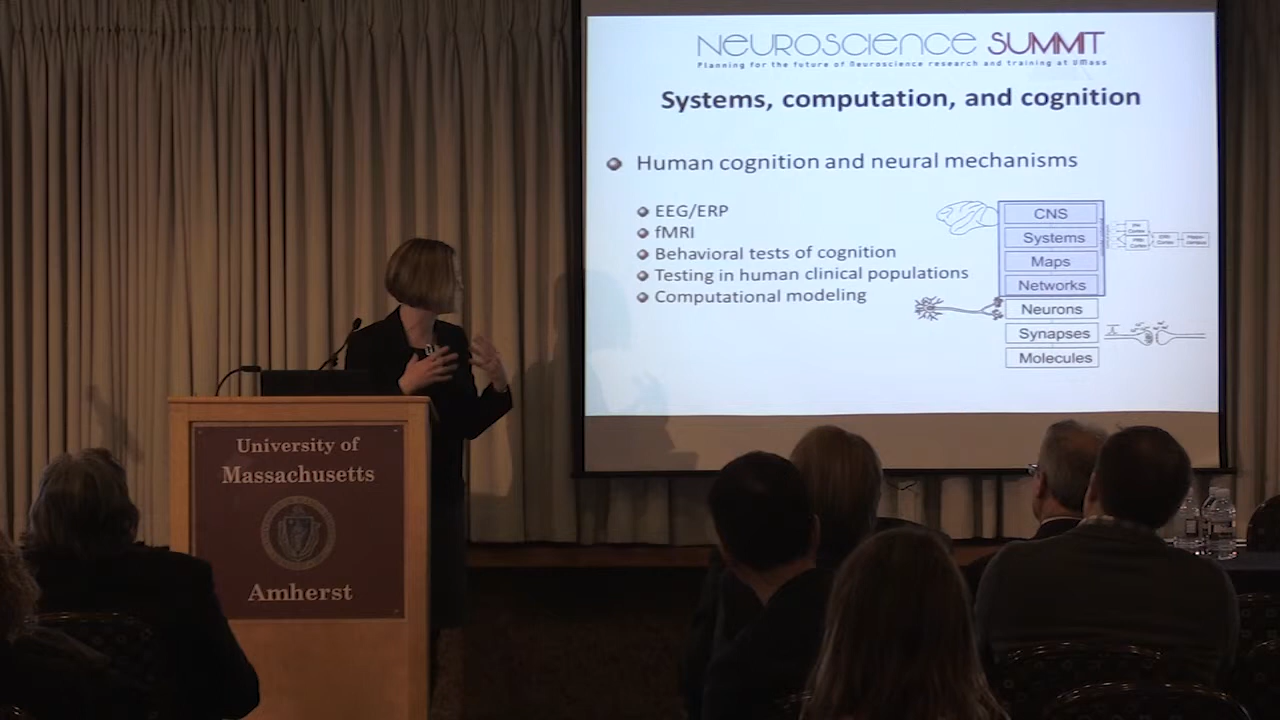 NEUROSCIENCE SUMMIT
Planning for the future of Neuroscience research and training at UMass
Systems, computation, and cognition
Human cognition and neural mechanisms
EEG/ERP
fMRI
Behavioral tests of cognition
Testing in human clinical populations
Computational modeling
CNS
Systems
Maps
Networks
Neurons
Synapses
Molecules
University of
Massachusetts
Amherst